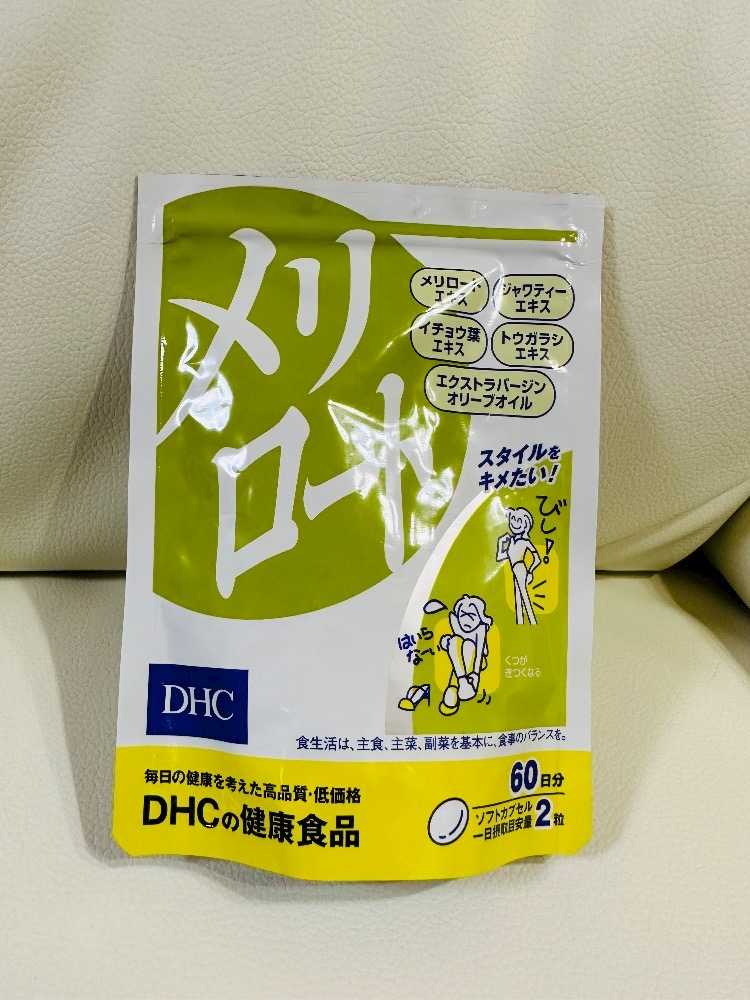 メリ
ロート
メリロート
エキス
ジャワティー
エキス
イチョウ葉
エキス
トウガラシ
エキス
エクストラバージン
オリーブオイル
スタイルを
キメたい!
びし!
はいら
なーい
くつが
きつくなる
DHC
食生活は、主食、主菜、副菜を基本に、食事のバランスを。
毎日の健康を考えた高品質・低価格
DHCの健康食品
60日分
ソフトカプセル
一日摂取目安量2粒